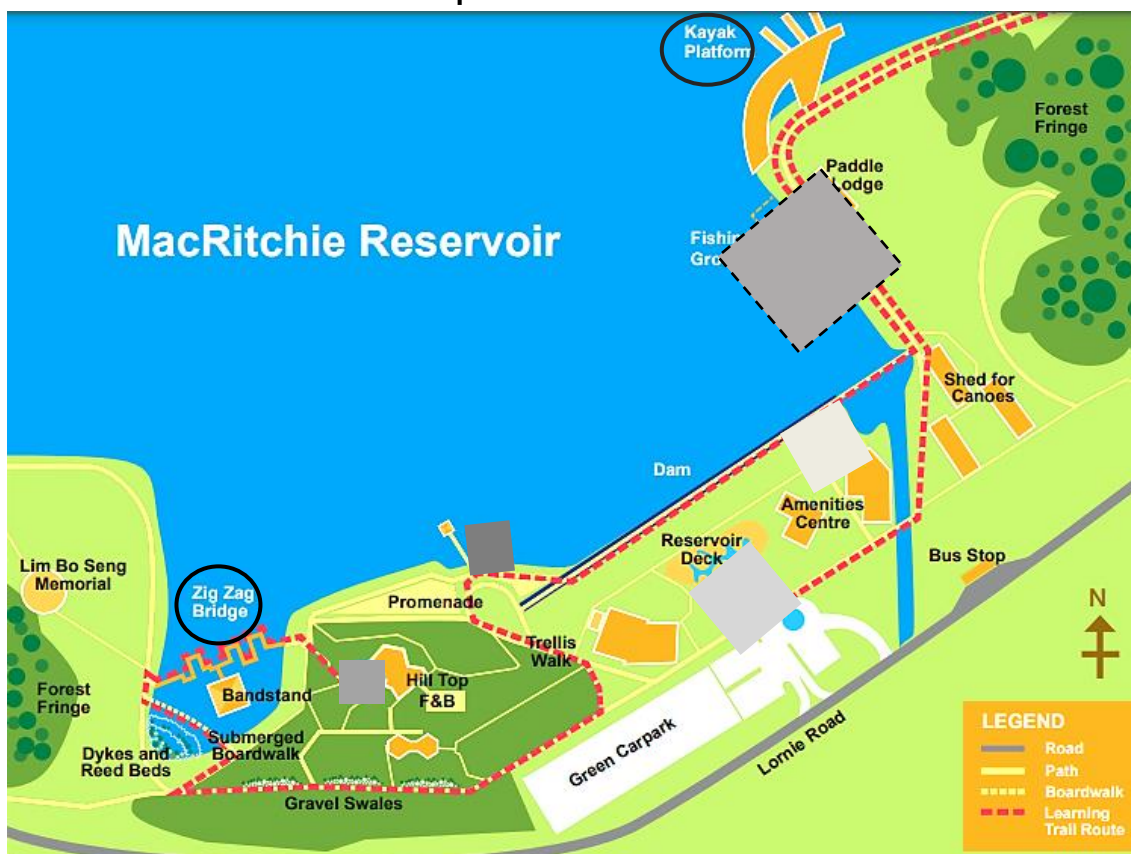 Kayak
Platform
Forest
Fringe
Paddle
Lodge
MacRitchie Reservoir
Shed for
Canoes
Dam
Amenities
Centre
Reservoir
Deck
Bus Stop
Lim Bo Seng
Memorial
Zig Zag
Bridge
Promenade
N
Trellis
Walk
Hill Top
F&B
Forest
Fringe
Bandstand
Submerged
Boardwalk
Dykes and
Reed Beds
Green Carpark
Lornie Road
Gravel Swales
LEGEND
Road
Path
Boardwalk
Learning
Trail Route